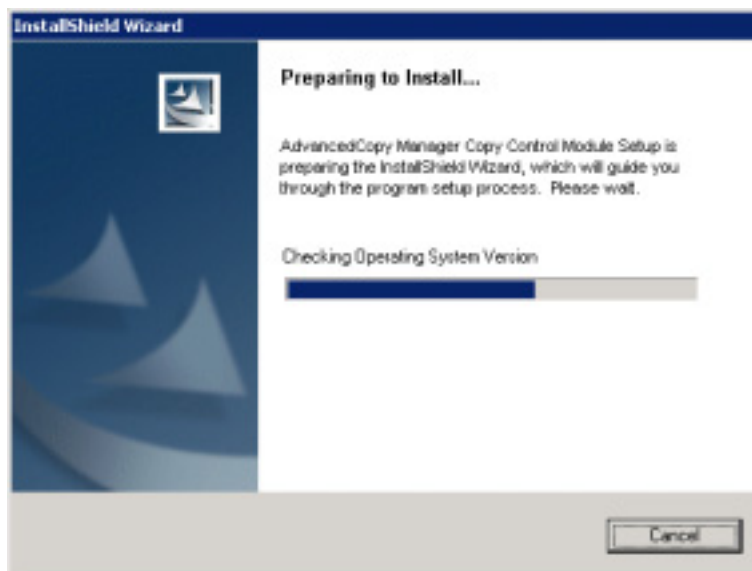 InstallShield Wizard
Preparing to Install...
AdvancedCopy Manager Copy Control Module Setup is
preparing the InstallShield Wizard, which will guide you
through the program setup process. Please wait.
Checking Operating System Version
Cancel